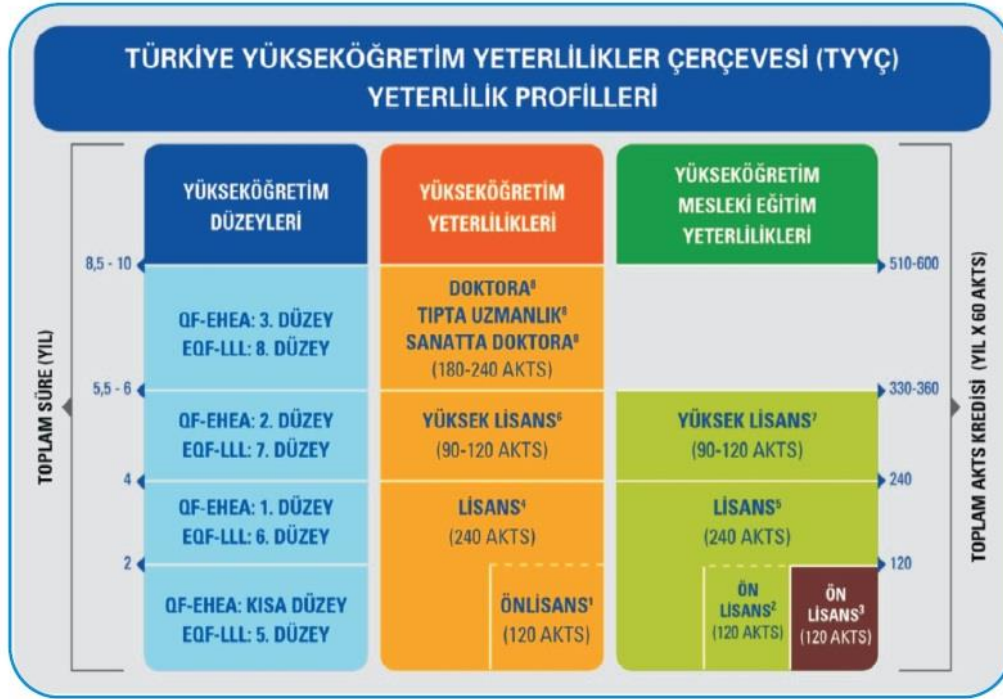 TÜRKİYE YÜKSEKÖĞRETİM YETERLİLİKLER ÇERÇEVESİ (TYYÇ)
YETERLİLİK PROFİLLERİ
TOPLAM SÜRE (YIL)
8,5 - 10
5,5 - 6
4
2
YÜKSEKÖĞRETİM
DÜZEYLERİ
QF-EHEA: 3. DÜZEY
EQF-LLL: 8. DÜZEY
QF-EHEA: 2. DÜZEY
EQF-LLL: 7. DÜZEY
QF-EHEA: 1. DÜZEY
EQF-LLL: 6. DÜZEY
QF-EHEA: KISA DÜZEY
EQF-LLL: 5. DÜZEY
YÜKSEKÖĞRETİM
YETERLİLİKLERİ
DOKTORA⁸
TIPTA UZMANLIK⁸
SANATTA DOKTORA⁸
(180-240 AKTS)
YÜKSEK LİSANS⁶
(90-120 AKTS)
LİSANS⁴
(240 AKTS)
ÖNLİSANS¹
(120 AKTS)
YÜKSEKÖĞRETİM
MESLEKİ EĞİTİM
YETERLİLİKLERİ
YÜKSEK LİSANS⁷
(90-120 AKTS)
LİSANS⁵
(240 AKTS)
ÖN
LİSANS²
(120 AKTS)
ÖN
LİSANS³
(120 AKTS)
510-600
330-360
240
120
TOPLAM AKTS KREDİSİ (YIL X 60 AKTS)